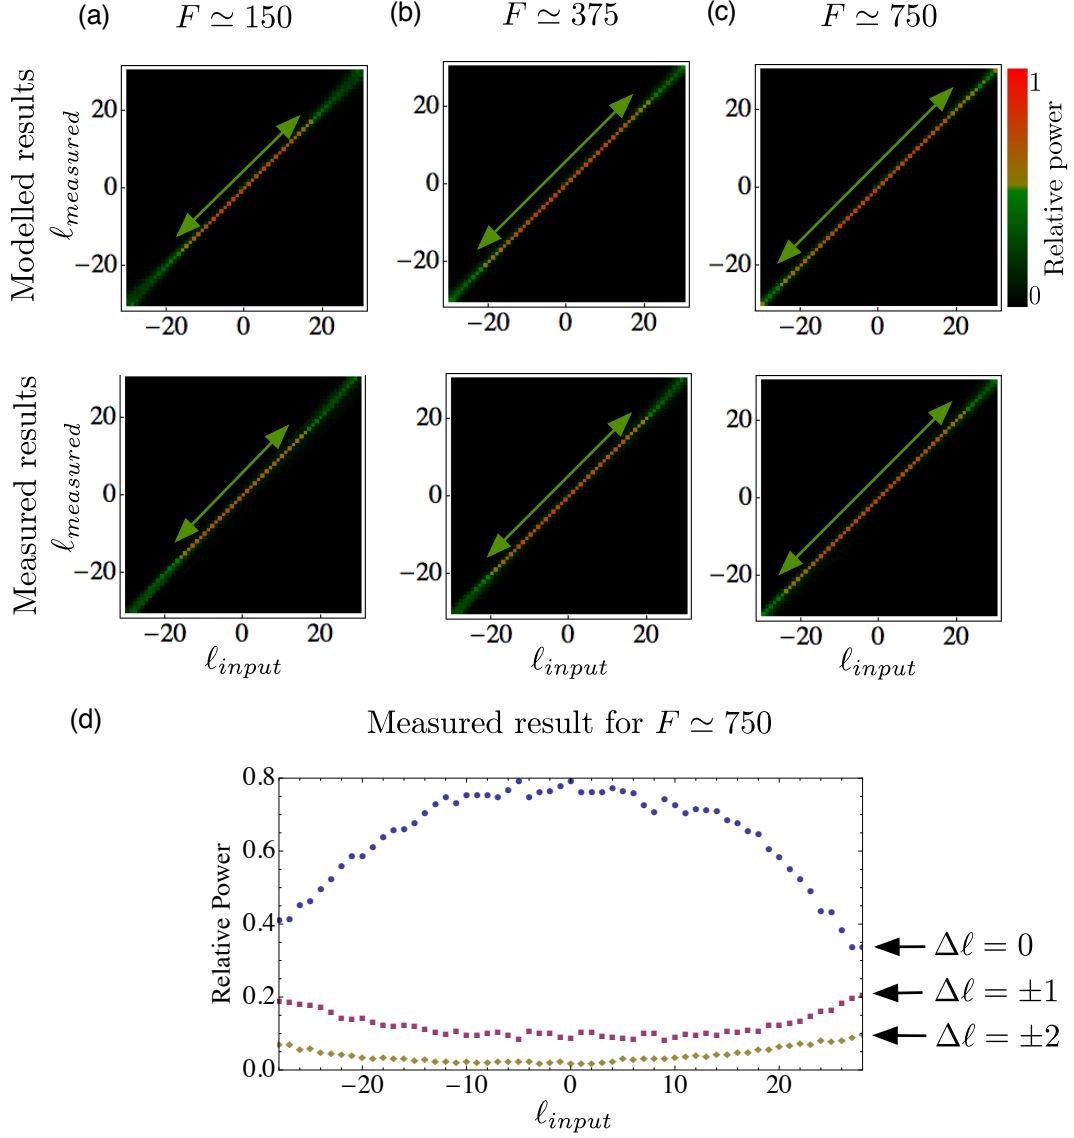 (a) F ≃ 150 (b) F ≃ 375 (c) F ≃ 750
Modelled results
ℓmeasured
20
0
−20
−20 0 20
20
0
−20
−20 0 20
20
0
−20
−20 0 20
1
0
Relative power
Measured results
ℓmeasured
20
0
−20
−20 0 20
ℓinput
20
0
−20
−20 0 20
20
0
−20
−20 0 20
ℓinput
(d) Measured result for F ≃ 750
Relative Power
0.8
0.6
0.4
0.2
0.0
−20 −10 0 10 20
ℓinput
Δℓ = 0
Δℓ = ±1
Δℓ = ±2